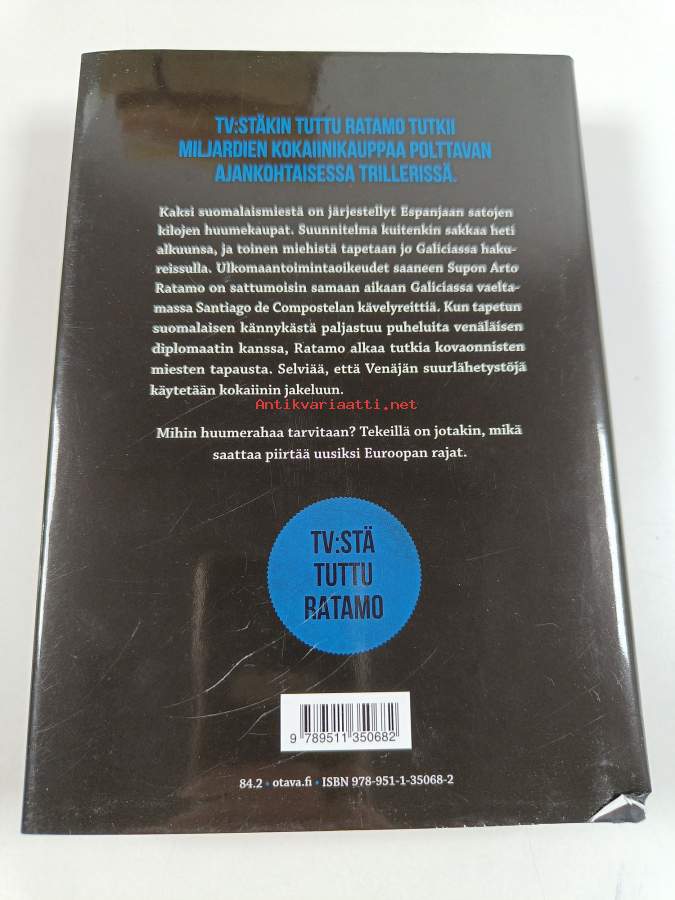 TV:STÄKIN TUTTU RATAMO TUTKII
MILJARDIEN KOKAIINIKAUPPAA POLTTAVAN
AJANKOHTAISESSA TRILLERISSÄ.
Kaksi suomalaismiestä on järjestellyt Espanjaan satojen
kilojen huumekaupat. Suunnitelma kuitenkin sakkaa heti
alkuunsa, ja toinen miehistä tapetaan jo Galiciassa haku-
reissulla. Ulkomaantoimintaoikeudet saaneen Supon Arto
Ratamo on sattumoisin samaan aikaan Galiciassa vaelta-
massa Santiago de Compostelan kävelyreittiä. Kun tapetun
suomalaisen kännykästä paljastuu puheluita venäläisen
diplomaatin kanssa, Ratamo alkaa tutkia kovaonnisten
miesten tapausta. Selviää, että Venäjän suurlähetystöjä
käytetään kokaiinin jakeluun.
Antikvariaatti.net
Mihin huumerahaa tarvitaan? Tekeillä on jotakin, mikä
saattaa piirtää uusiksi Euroopan rajat.
TV:STÄ
TUTTU
RATAMO
9 789511 350682
84.2 • otava.fi • ISBN 978-951-1-35068-2